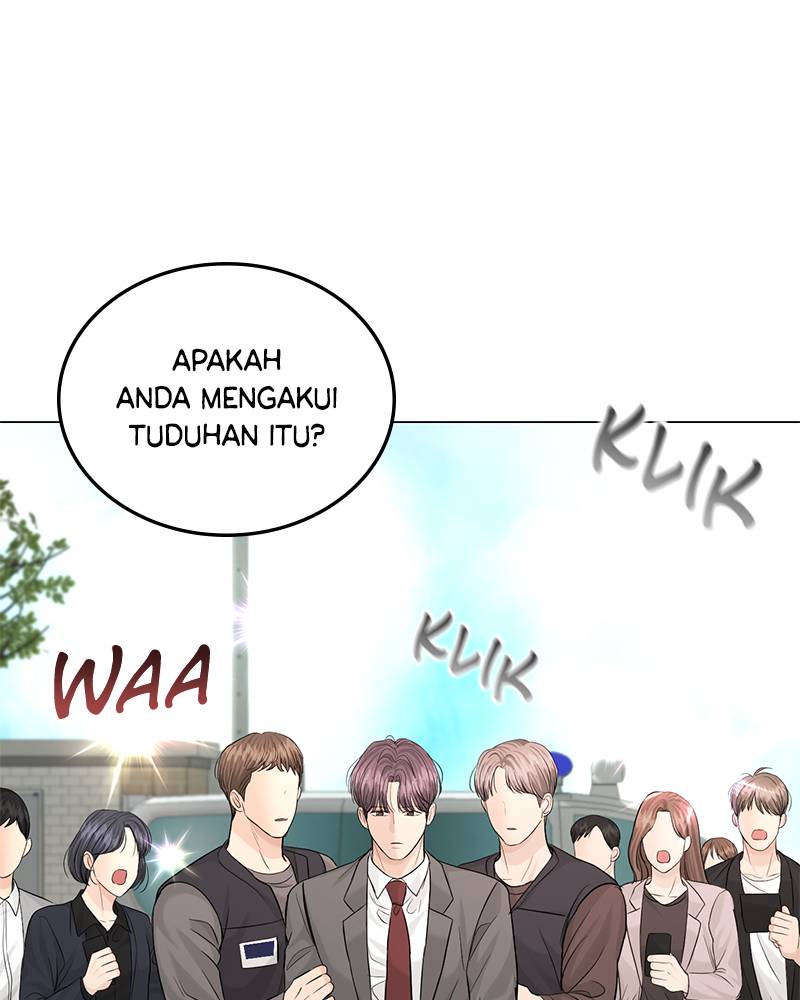 APAKAH
ANDA MENGAKUI
TUDUHAN ITU?
KLIK
KLIK
WAA